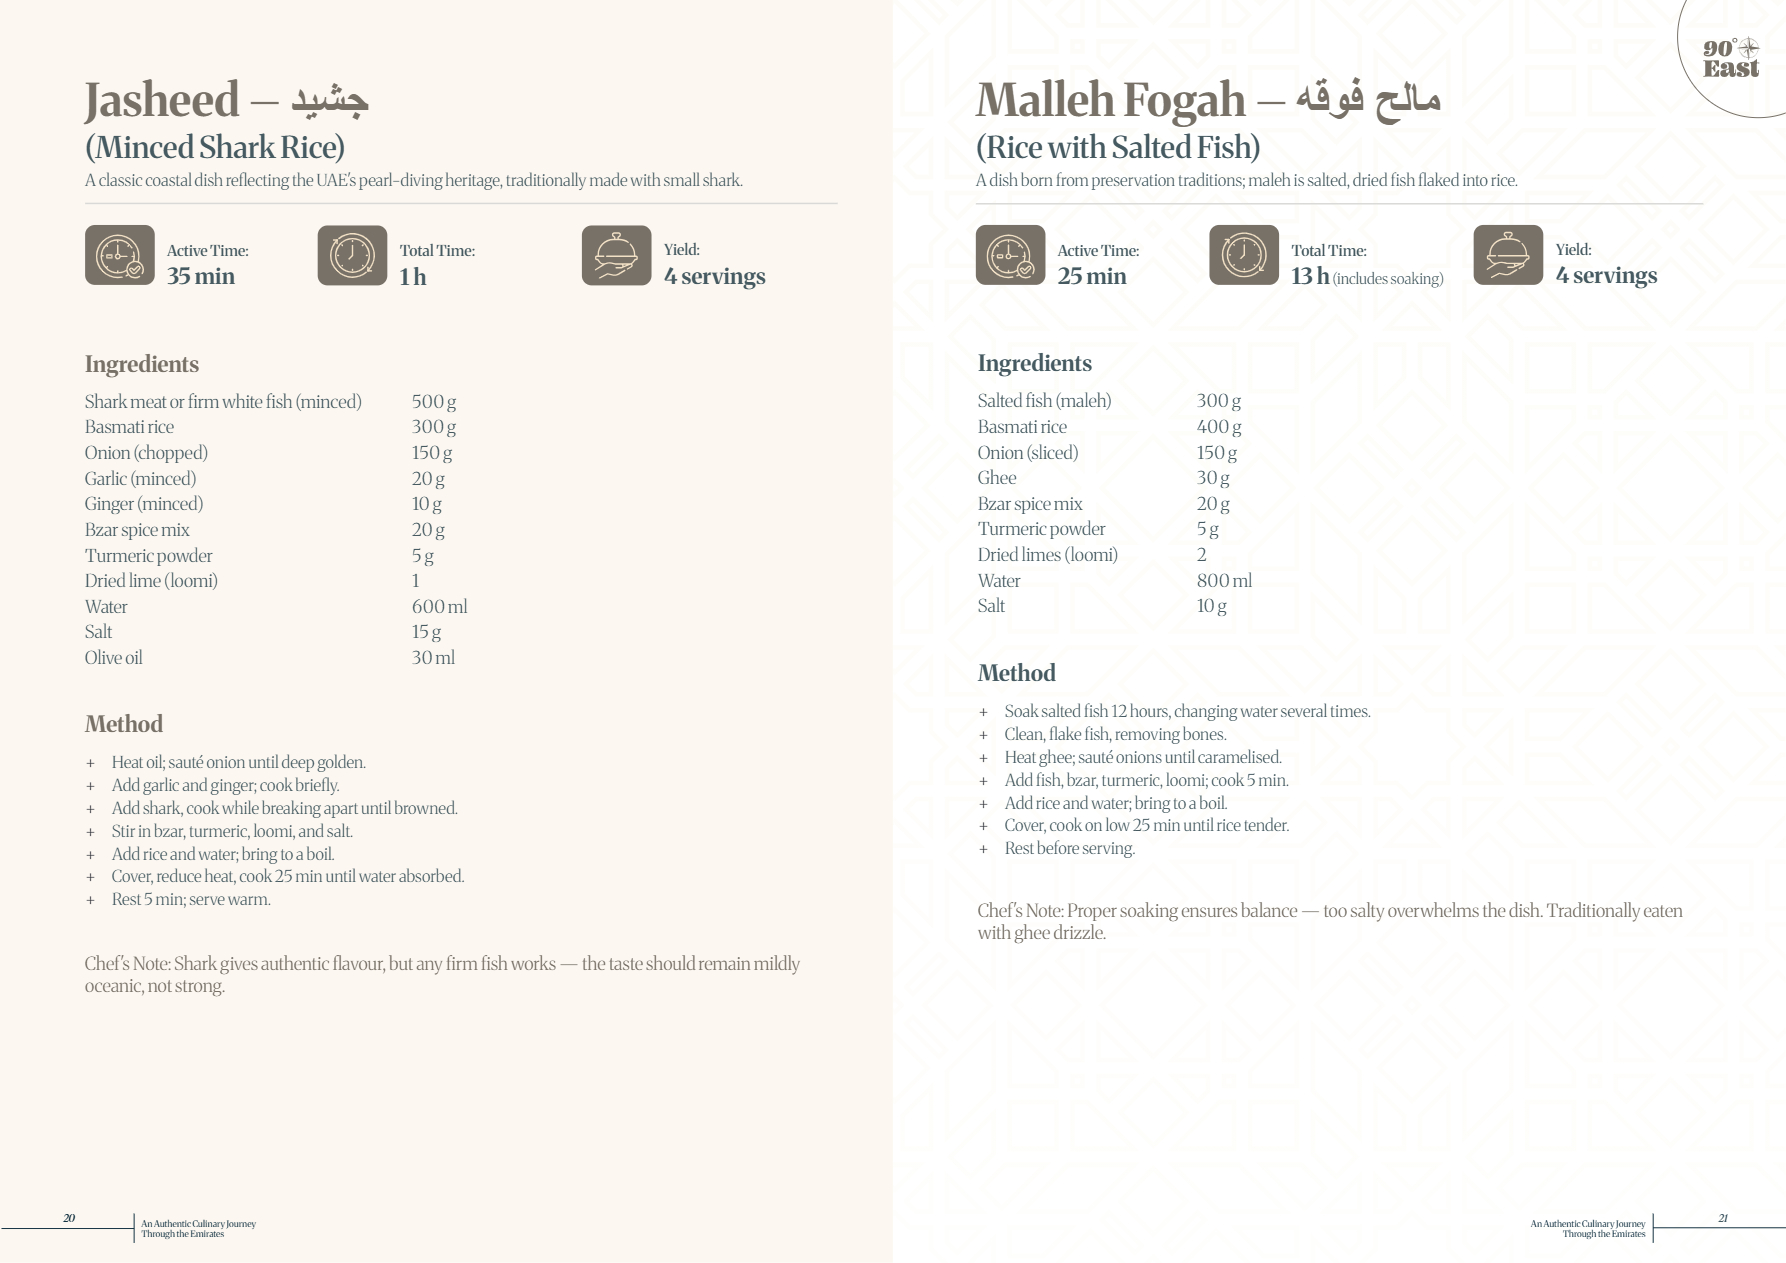 Jasheed – جشيد
(Minced Shark Rice)
A classic coastal dish reflecting the UAE's pearl-diving heritage, traditionally made with small shark.
Active Time:
35 min
Total Time:
1 h
Yield:
4 servings
Ingredients
Shark meat or firm white fish (minced) 500 g
Basmati rice 300 g
Onion (chopped) 150 g
Garlic (minced) 20 g
Ginger (minced) 10 g
Bzar spice mix 20 g
Turmeric powder 5 g
Dried lime (loomi) 1
Water 600 ml
Salt 15 g
Olive oil 30 ml
Method
+ Heat oil; sauté onion until deep golden.
+ Add garlic and ginger; cook briefly.
+ Add shark, cook while breaking apart until browned.
+ Stir in bzar, turmeric, loomi, and salt.
+ Add rice and water; bring to a boil.
+ Cover, reduce heat, cook 25 min until water absorbed.
+ Rest 5 min; serve warm.
Chef's Note: Shark gives authentic flavour, but any firm fish works — the taste should remain mildly
oceanic, not strong.
20
An Authentic Culinary Journey
Through the Emirates
90°
East
Malleh Fogah – مالح فوقه
(Rice with Salted Fish)
A dish born from preservation traditions; maleh is salted, dried fish flaked into rice.
Active Time:
25 min
Total Time:
13 h (includes soaking)
Yield:
4 servings
Ingredients
Salted fish (maleh) 300 g
Basmati rice 400 g
Onion (sliced) 150 g
Ghee 30 g
Bzar spice mix 20 g
Turmeric powder 5 g
Dried limes (loomi) 2
Water 800 ml
Salt 10 g
Method
+ Soak salted fish 12 hours, changing water several times.
+ Clean, flake fish, removing bones.
+ Heat ghee; sauté onions until caramelised.
+ Add fish, bzar, turmeric, loomi; cook 5 min.
+ Add rice and water; bring to a boil.
+ Cover, cook on low 25 min until rice tender.
+ Rest before serving.
Chef's Note: Proper soaking ensures balance — too salty overwhelms the dish. Traditionally eaten
with ghee drizzle.
An Authentic Culinary Journey
Through the Emirates
21